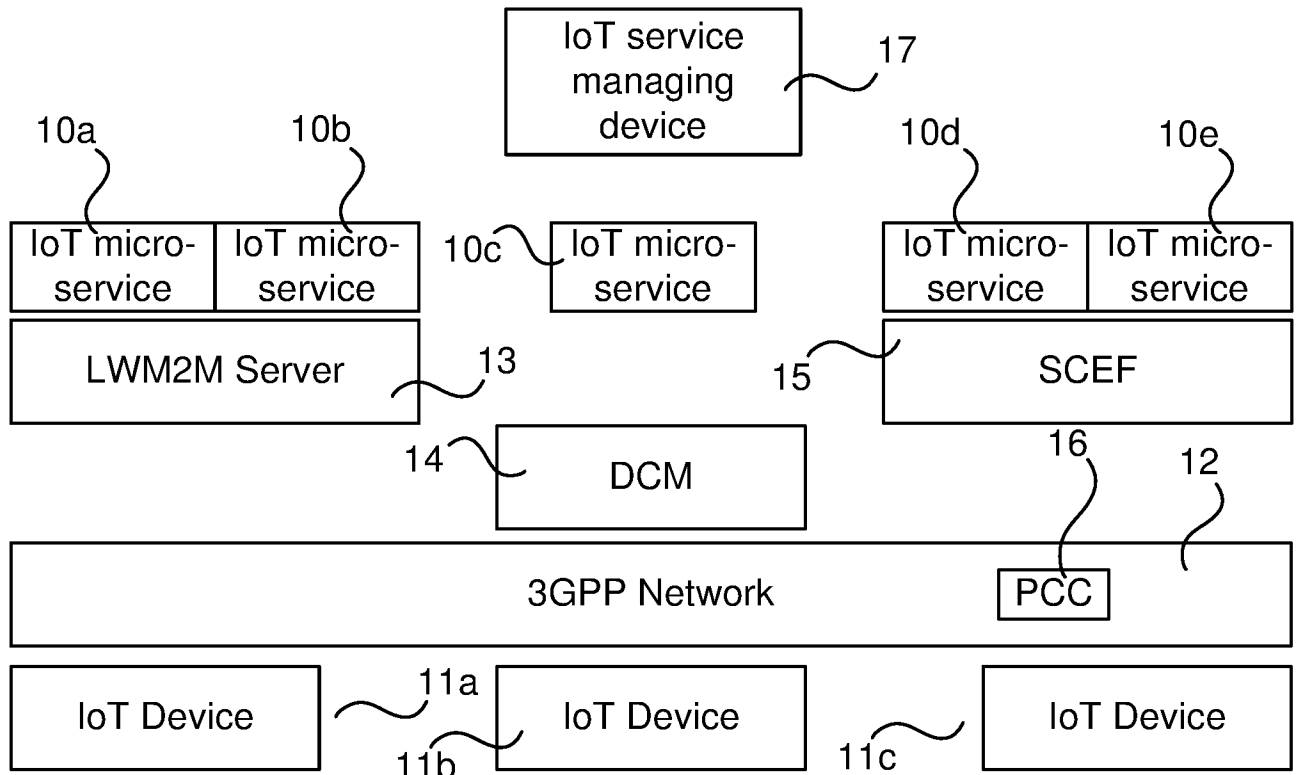 IoT service
managing
device
17
10a
10b
10d
10e
IoT micro-
service
IoT micro-
service
10c
IoT micro-
service
IoT micro-
service
IoT micro-
service
LWM2M Server
13
15
SCEF
14
DCM
16
12
3GPP Network
PCC
IoT Device
11a
11b
IoT Device
11c
IoT Device